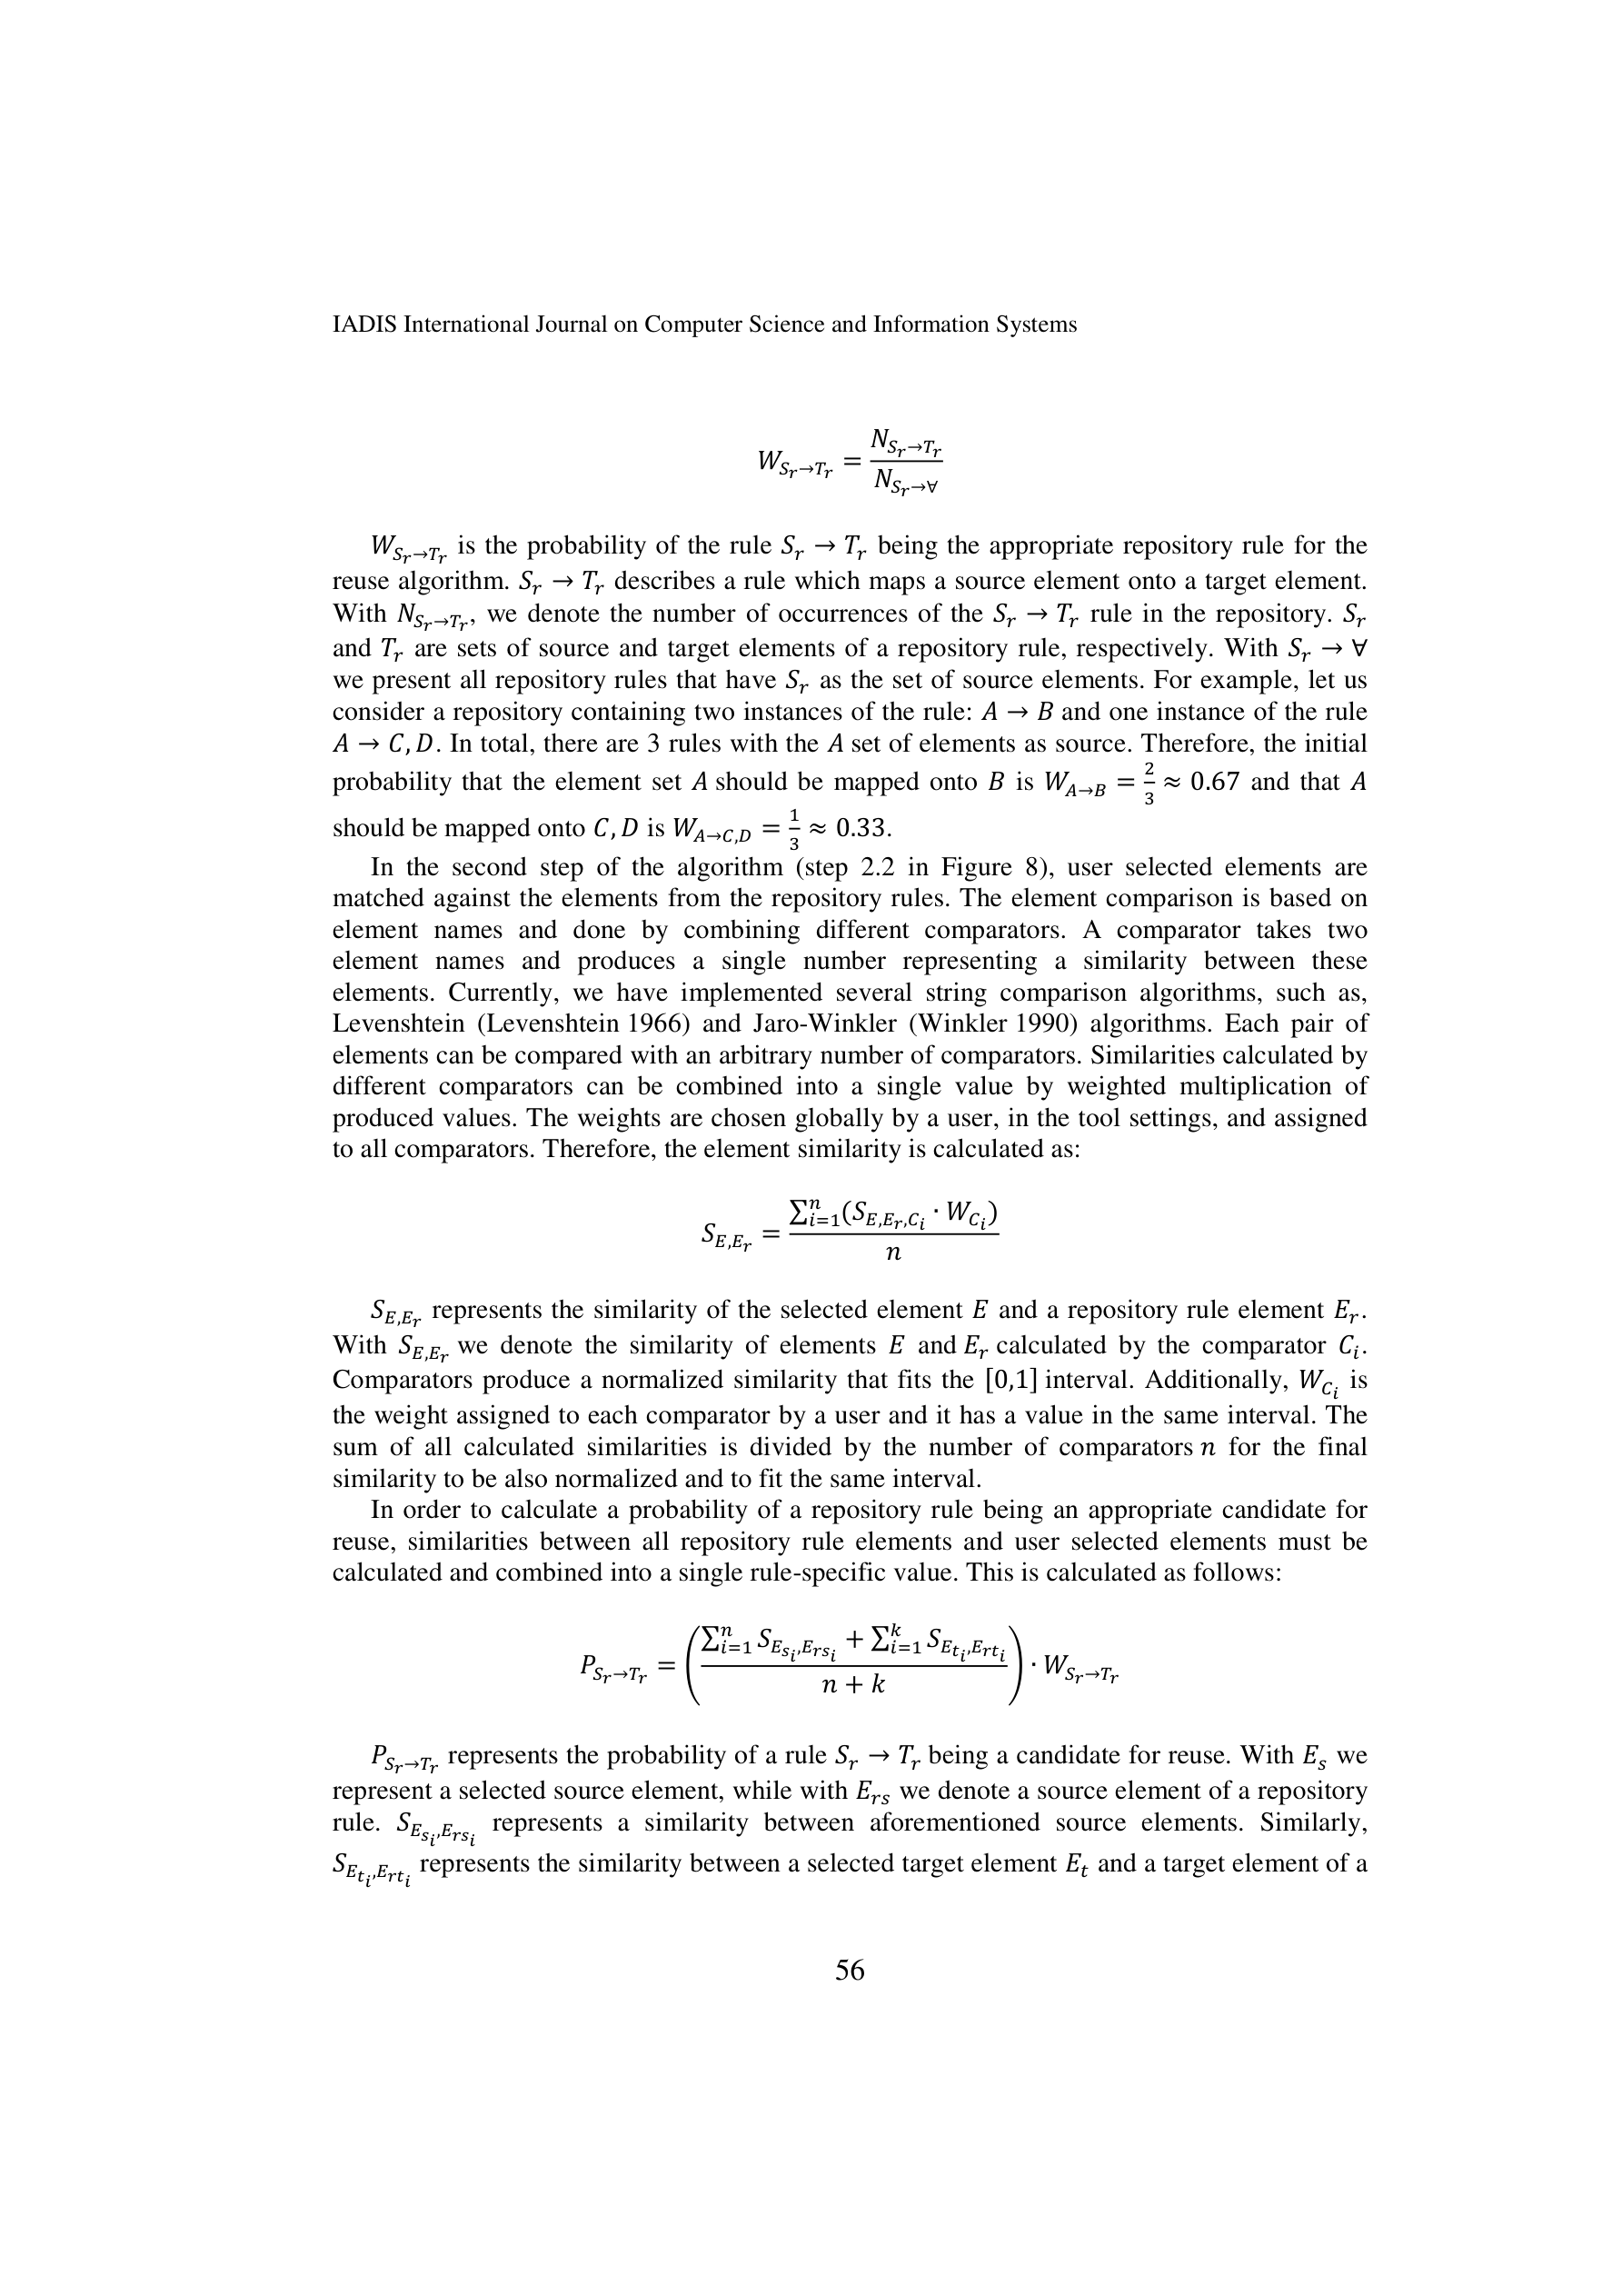 IADIS International Journal on Computer Science and Information Systems
$W_{S_r \rightarrow T_r} = \frac{N_{S_r \rightarrow T_r}}{N_{S_r \rightarrow \forall}}$
$W_{S_r \rightarrow T_r}$ is the probability of the rule $S_r \rightarrow T_r$ being the appropriate repository rule for the
reuse algorithm. $S_r \rightarrow T_r$ describes a rule which maps a source element onto a target element.
With $N_{S_r \rightarrow T_r}$, we denote the number of occurrences of the $S_r \rightarrow T_r$ rule in the repository. $S_r$
and $T_r$ are sets of source and target elements of a repository rule, respectively. With $S_r \rightarrow \forall$
we present all repository rules that have $S_r$ as the set of source elements. For example, let us
consider a repository containing two instances of the rule: $A \rightarrow B$ and one instance of the rule
$A \rightarrow C, D$. In total, there are 3 rules with the $A$ set of elements as source. Therefore, the initial
probability that the element set $A$ should be mapped onto $B$ is $W_{A \rightarrow B} = \frac{2}{3} \approx 0.67$ and that $A$
should be mapped onto $C, D$ is $W_{A \rightarrow C,D} = \frac{1}{3} \approx 0.33$.
In the second step of the algorithm (step 2.2 in Figure 8), user selected elements are
matched against the elements from the repository rules. The element comparison is based on
element names and done by combining different comparators. A comparator takes two
element names and produces a single number representing a similarity between these
elements. Currently, we have implemented several string comparison algorithms, such as,
Levenshtein (Levenshtein 1966) and Jaro-Winkler (Winkler 1990) algorithms. Each pair of
elements can be compared with an arbitrary number of comparators. Similarities calculated by
different comparators can be combined into a single value by weighted multiplication of
produced values. The weights are chosen globally by a user, in the tool settings, and assigned
to all comparators. Therefore, the element similarity is calculated as:
$S_{E,E_r} = \frac{\sum_{i=1}^{n}(S_{E,E_r,C_i} \cdot W_{C_i})}{n}$
$S_{E,E_r}$ represents the similarity of the selected element $E$ and a repository rule element $E_r$.
With $S_{E,E_r}$ we denote the similarity of elements $E$ and $E_r$ calculated by the comparator $C_i$.
Comparators produce a normalized similarity that fits the [0,1] interval. Additionally, $W_{C_i}$ is
the weight assigned to each comparator by a user and it has a value in the same interval. The
sum of all calculated similarities is divided by the number of comparators $n$ for the final
similarity to be also normalized and to fit the same interval.
In order to calculate a probability of a repository rule being an appropriate candidate for
reuse, similarities between all repository rule elements and user selected elements must be
calculated and combined into a single rule-specific value. This is calculated as follows:
$P_{S_r \rightarrow T_r} = \left(\frac{\sum_{i=1}^{n} S_{E_{s_i},E_{rs_i}} + \sum_{i=1}^{k} S_{E_{t_i},E_{rt_i}}}{n + k}\right) \cdot W_{S_r \rightarrow T_r}$
$P_{S_r \rightarrow T_r}$ represents the probability of a rule $S_r \rightarrow T_r$ being a candidate for reuse. With $E_s$ we
represent a selected source element, while with $E_{rs}$ we denote a source element of a repository
rule. $S_{E_{s_i},E_{rs_i}}$ represents a similarity between aforementioned source elements. Similarly,
$S_{E_{t_i},E_{rt_i}}$ represents the similarity between a selected target element $E_t$ and a target element of a
56